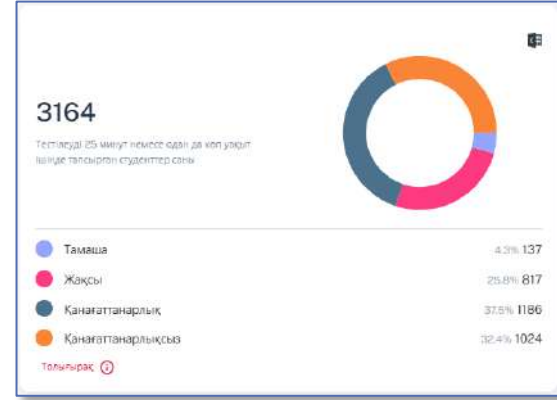 3164
Тестілеуді 25 минут немесе одан да көп уақыт
ішінде тапсырған студенттер саны
Тамаша 4.3% 137
Жақсы 25.8% 817
Қанағаттанарлық 37.5% 1186
Қанағаттанарлықсыз 32.4% 1024
Толығырақ